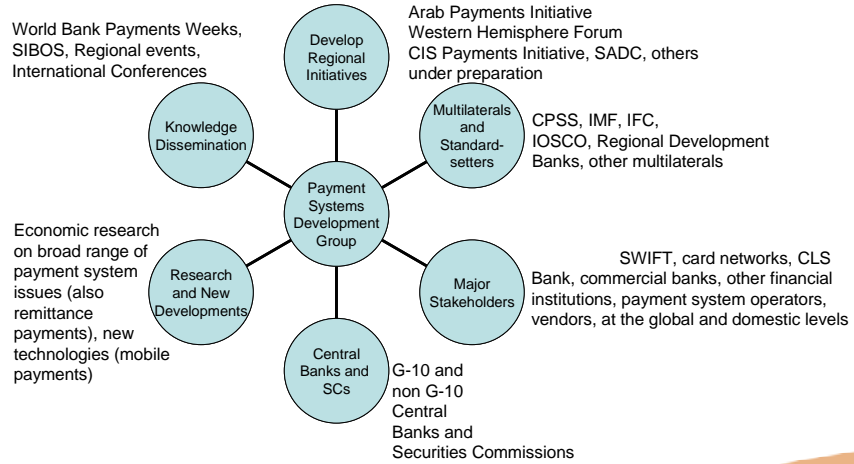 World Bank Payments Weeks,
SIBOS, Regional events,
International Conferences
Develop
Regional
Initiatives
Arab Payments Initiative
Western Hemisphere Forum
CIS Payments Initiative, SADC, others
under preparation
Knowledge
Dissemination
Multilaterals
and
Standard-
setters
CPSS, IMF, IFC,
IOSCO, Regional Development
Banks, other multilaterals
Payment
Systems
Development
Group
Economic research
on broad range of
payment system
issues (also
remittance
payments), new
technologies (mobile
payments)
Research
and New
Developments
Major
Stakeholders
SWIFT, card networks, CLS
Bank, commercial banks, other financial
institutions, payment system operators,
vendors, at the global and domestic levels
Central
Banks and
SCs
G-10 and
non G-10
Central
Banks and
Securities Commissions